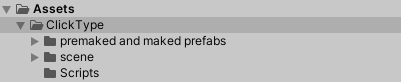 Assets
ClickType
premaked and maked prefabs
scene
Scripts